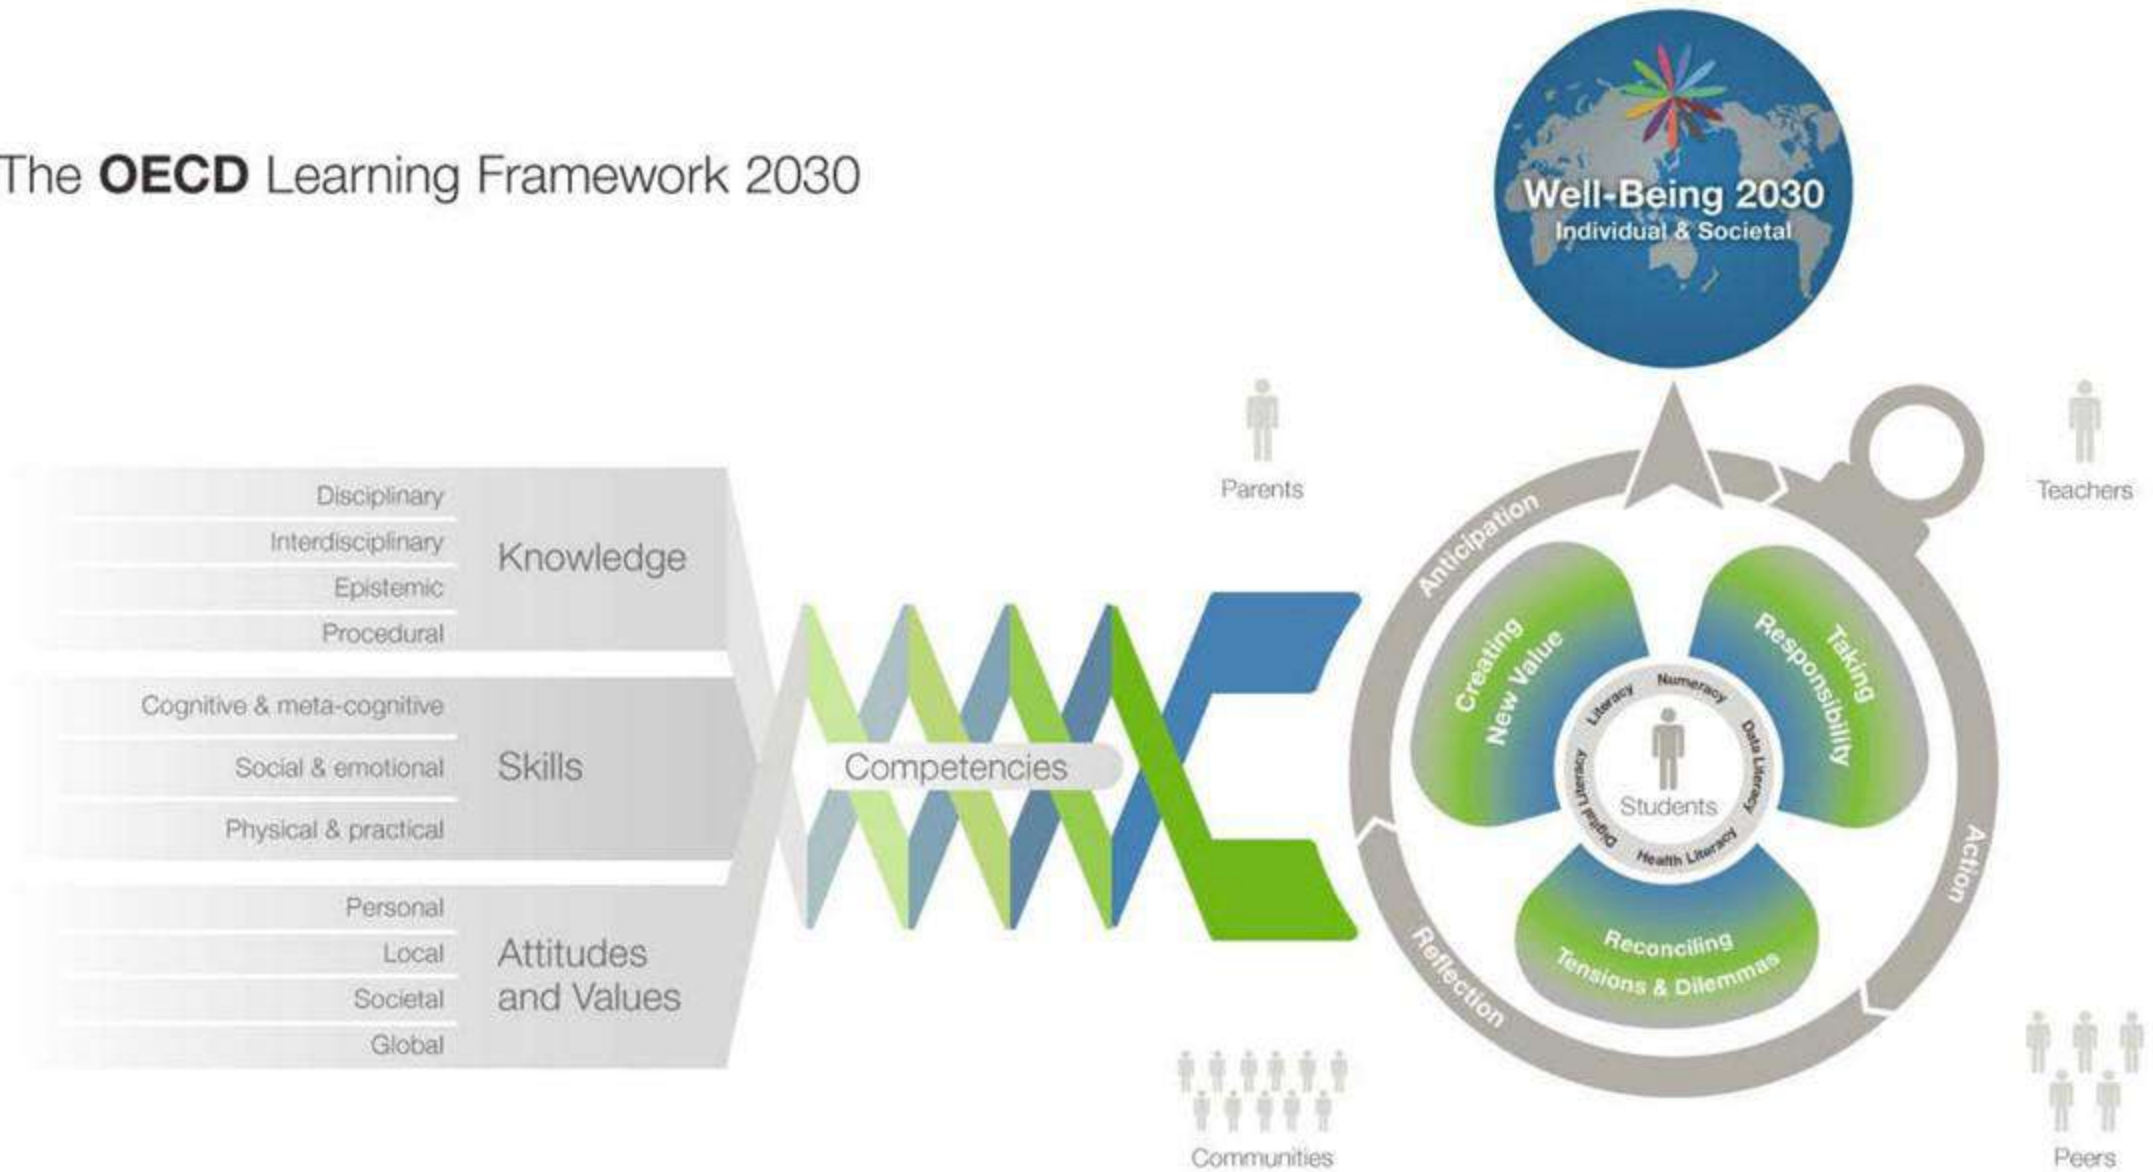 The OECD Learning Framework 2030
Well-Being 2030
Individual & Societal
Disciplinary
Interdisciplinary
Epistemic
Procedural
Knowledge
Cognitive & meta-cognitive
Social & emotional
Physical & practical
Skills
Personal
Local
Societal
Global
Attitudes
and Values
Competencies
Parents
Teachers
Anticipation
Action
Reflection
Creating
New Value
Taking
Responsibility
Reconciling
Tensions & Dilemmas
Literacy
Numeracy
Data Literacy
Health Literacy
Digital Literacy
Students
Communities
Peers